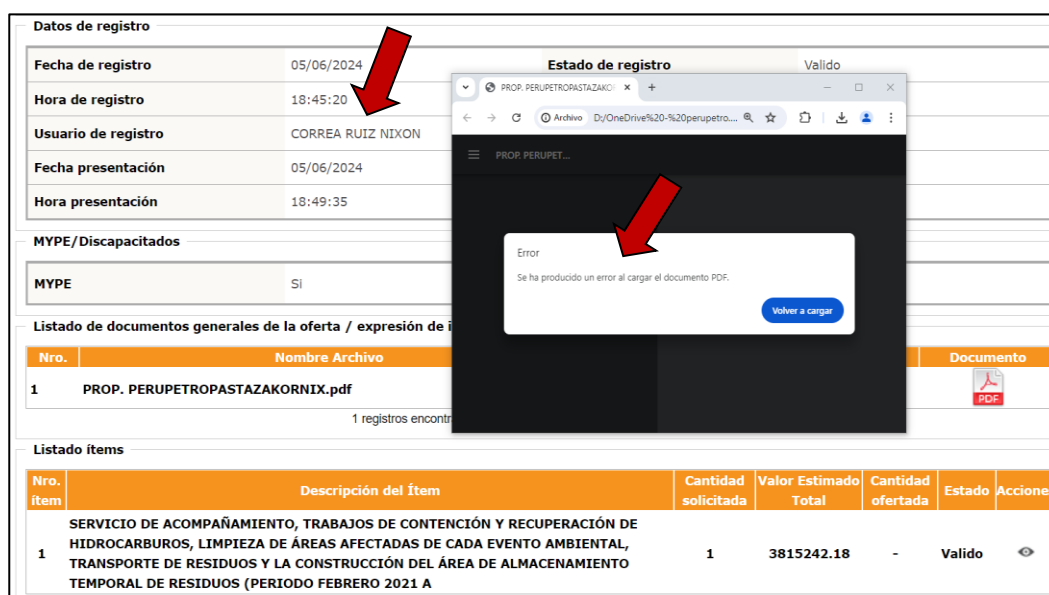 Datos de registro
Fecha de registro 05/06/2024 Estado de registro Valido
Hora de registro 18:45:20
Usuario de registro CORREA RUIZ NIXON
Fecha presentación 05/06/2024
Hora presentación 18:49:35
PROP. PERUPETROPASTAZAKO
Archivo D:/OneDrive%20-%20perupetro....
PROP. PERUPET...
Error
Se ha producido un error al cargar el documento PDF.
Volver a cargar
MYPE/Discapacitados
MYPE Si
Listado de documentos generales de la oferta / expresión de i
Nro. Nombre Archivo Documento
1 PROP. PERUPETROPASTAZAKORNIX.pdf PDF
1 registros encontr
Listado ítems
Nro. ítem Descripción del Ítem Cantidad solicitada Valor Estimado Total Cantidad ofertada Estado Accione
SERVICIO DE ACOMPAÑAMIENTO, TRABAJOS DE CONTENCIÓN Y RECUPERACIÓN DE
HIDROCARBUROS, LIMPIEZA DE ÁREAS AFECTADAS DE CADA EVENTO AMBIENTAL,
1 TRANSPORTE DE RESIDUOS Y LA CONSTRUCCIÓN DEL ÁREA DE ALMACENAMIENTO 1 3815242.18 - Valido
TEMPORAL DE RESIDUOS (PERIODO FEBRERO 2021 A